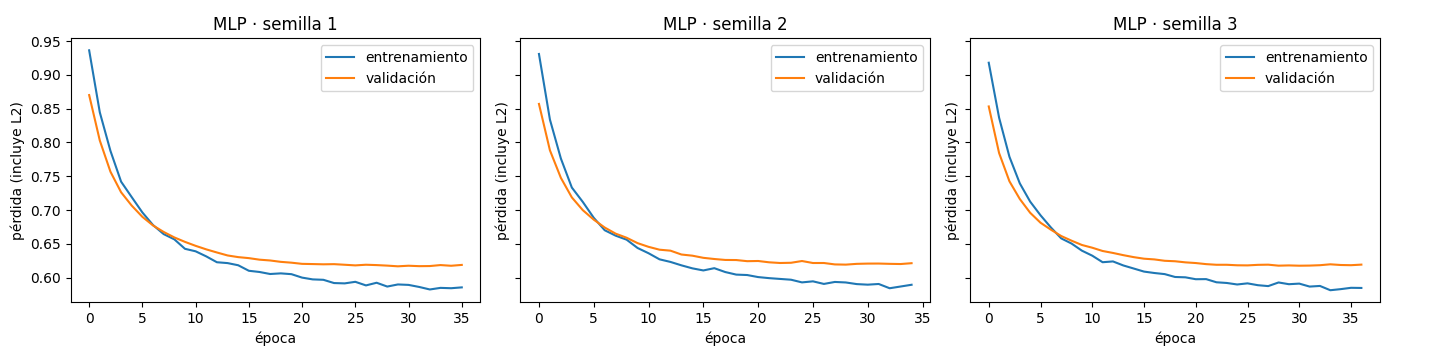 MLP · semilla 1
pérdida (incluye L2)
0.95
0.90
0.85
0.80
0.75
0.70
0.65
0.60
entrenamiento
validación
0 5 10 15 20 25 30 35
época
MLP · semilla 2
pérdida (incluye L2)
entrenamiento
validación
0 5 10 15 20 25 30 35
época
MLP · semilla 3
pérdida (incluye L2)
entrenamiento
validación
0 5 10 15 20 25 30 35
época